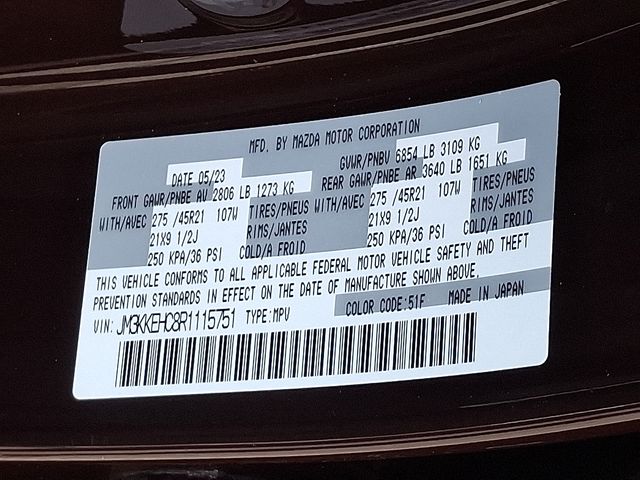 MFD. BY MAZDA MOTOR CORPORATION
DATE 05/23 GVWR/PNBV 6854 LB 3109 KG
FRONT GAWR/PNBE AV 2806 LB 1273 KG REAR GAWR/PNBE AR 3640 LB 1651 KG
WITH/AVEC 275 /45R21 107W TIRES/PNEUS WITH/AVEC 275 /45R21 107W TIRES/PNEUS
21X9 1/2J RIMS/JANTES 21X9 1/2J RIMS/JANTES
250 KPA/36 PSI COLD/A FROID 250 KPA/36 PSI COLD/A FROID
THIS VEHICLE CONFORMS TO ALL APPLICABLE FEDERAL MOTOR VEHICLE SAFETY AND THEFT
PREVENTION STANDARDS IN EFFECT ON THE DATE OF MANUFACTURE SHOWN ABOVE.
VIN: JM3KKEHC8R1115751 TYPE:MPV COLOR CODE:51F MADE IN JAPAN